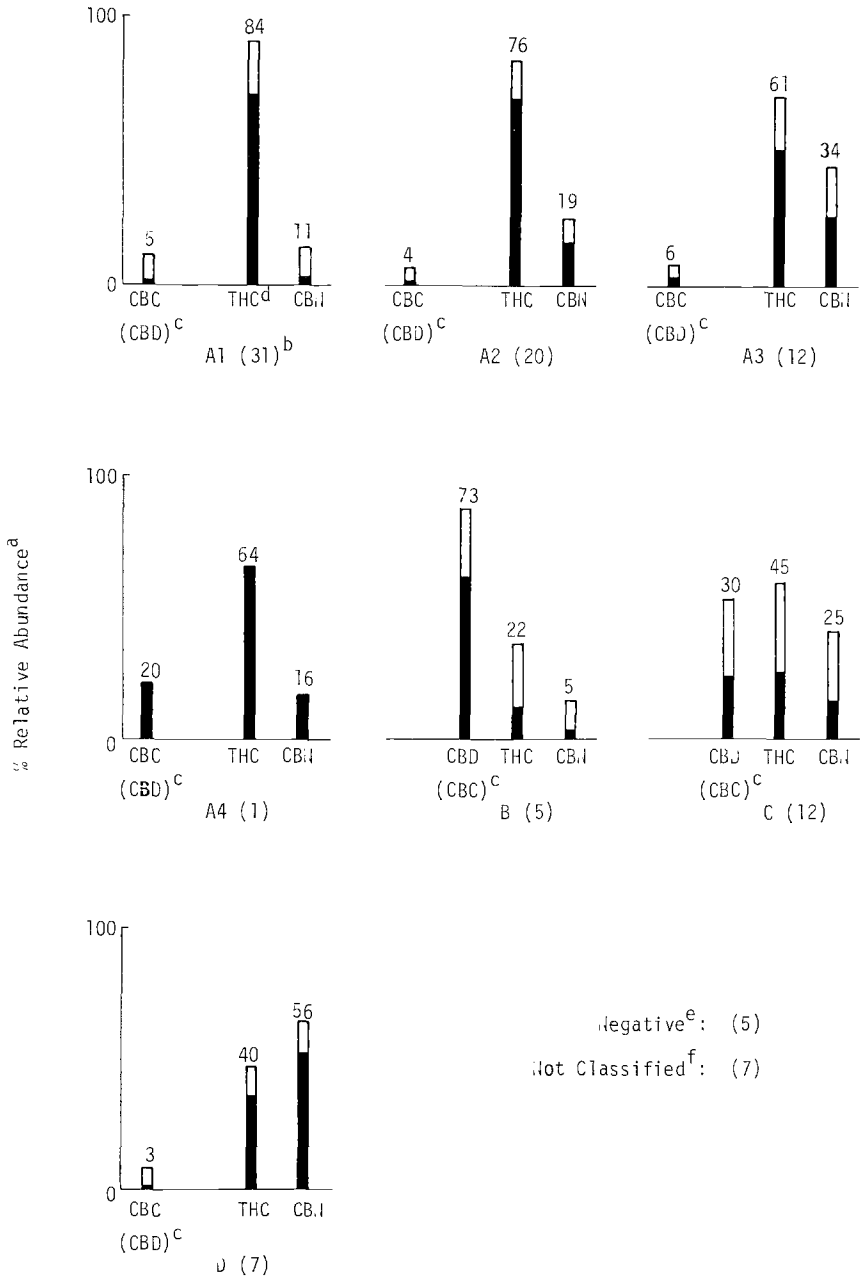 100
84
76
61
34
5
11
4
19
6
0
CBC THCᵈ CBN CBC THC CBN CBC THC CBN
(CBD)ᶜ (CBD)ᶜ (CBD)ᶜ
A1 (31)ᵇ A2 (20) A3 (12)
% Relative Abundanceᵃ
100
20 64 16
73 22 5
30 45 25
0
CBC THC CBN CBD THC CBN CBD THC CBN
(CBD)ᶜ (CBC)ᶜ (CBC)ᶜ
A4 (1) B (5) C (12)
100
3 40 56
0
CBC THC CBN
(CBD)ᶜ
D (7)
Negativeᵉ: (5)
Not Classifiedᶠ: (7)